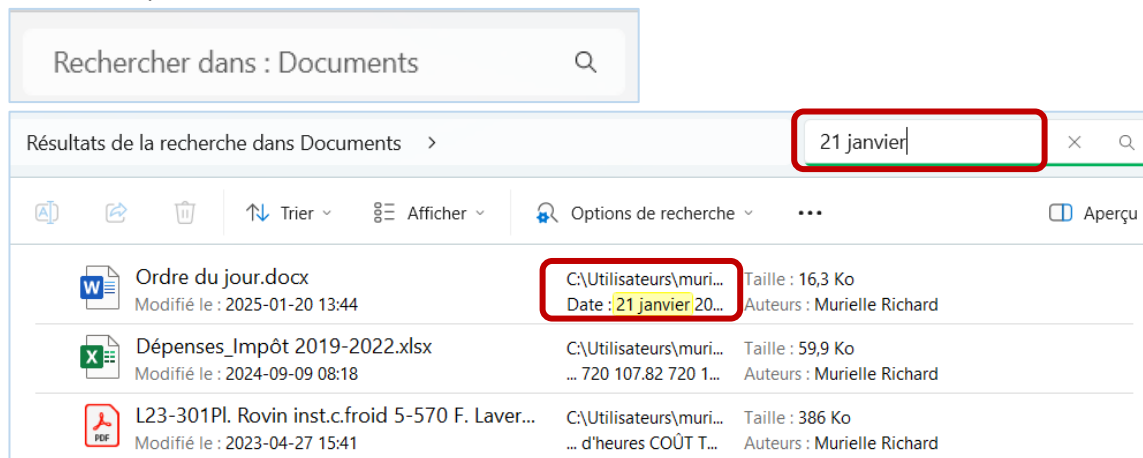 Rechercher dans : Documents
Résultats de la recherche dans Documents >
21 janvier
Trier
Afficher
Options de recherche
...
Aperçu
Ordre du jour.docx
C:\Utilisateurs\muri... Taille : 16,3 Ko
Modifié le : 2025-01-20 13:44
Date : 21 janvier 20... Auteurs : Murielle Richard
Dépenses_Impôt 2019-2022.xlsx
C:\Utilisateurs\muri... Taille : 59,9 Ko
Modifié le : 2024-09-09 08:18
... 720 107.82 720 1... Auteurs : Murielle Richard
L23-301Pl. Rovin inst.c.froid 5-570 F. Laver...
C:\Utilisateurs\muri... Taille : 386 Ko
Modifié le : 2023-04-27 15:41
... d'heures COÛT T... Auteurs : Murielle Richard
PDF